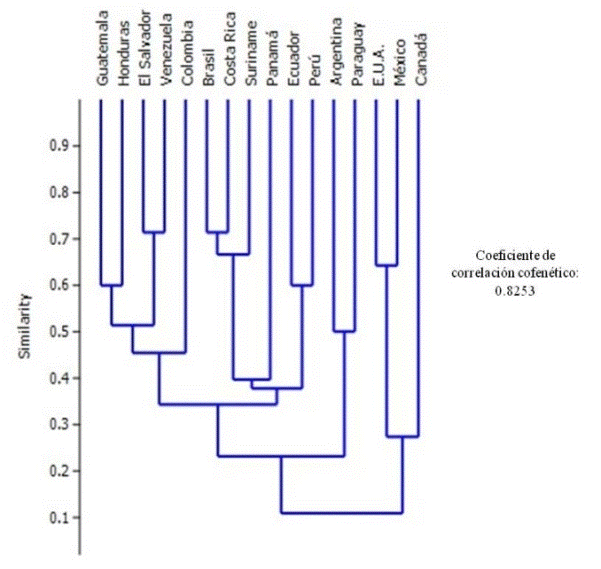 Guatemala
Honduras
El Salvador
Venezuela
Colombia
Brasil
Costa Rica
Suriname
Panamá
Ecuador
Perú
Argentina
Paraguay
E.U.A.
México
Canadá
0.9
0.8
0.7
0.6
0.5
0.4
0.3
0.2
0.1
Similarity
Coeficiente de
correlación cofenético:
0.8253